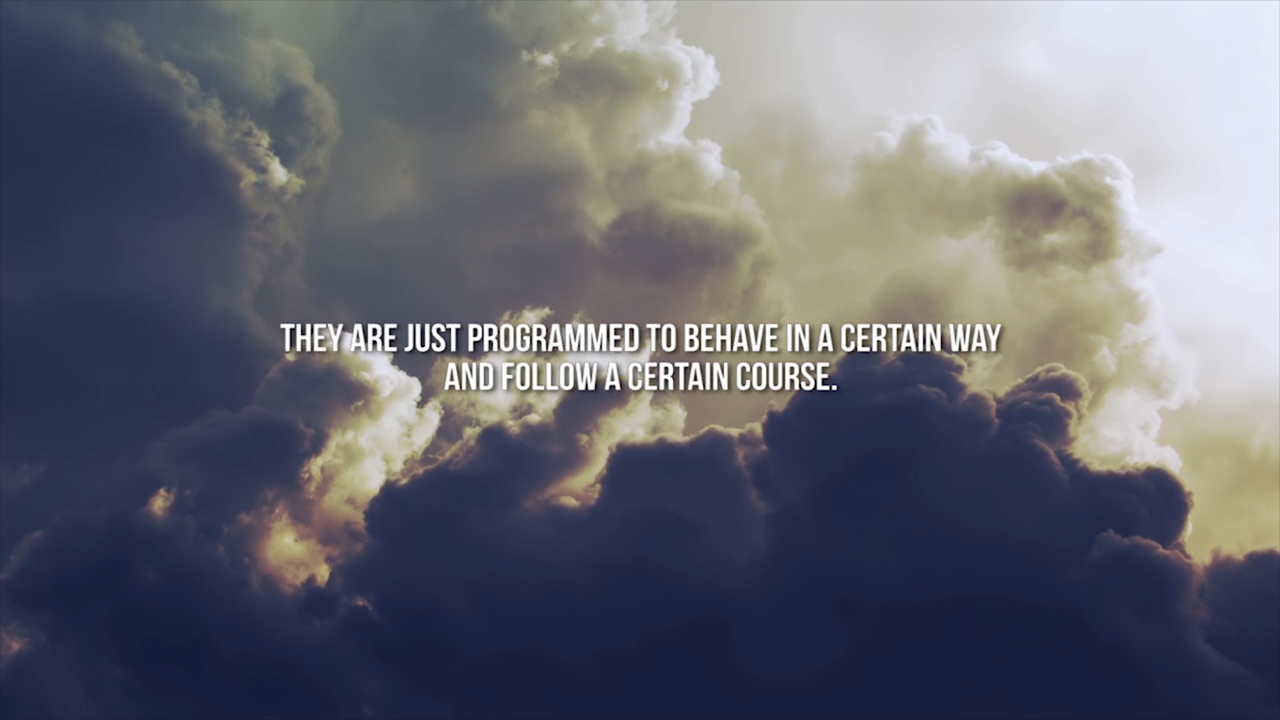 THEY ARE JUST PROGRAMMED TO BEHAVE IN A CERTAIN WAY
AND FOLLOW A CERTAIN COURSE.